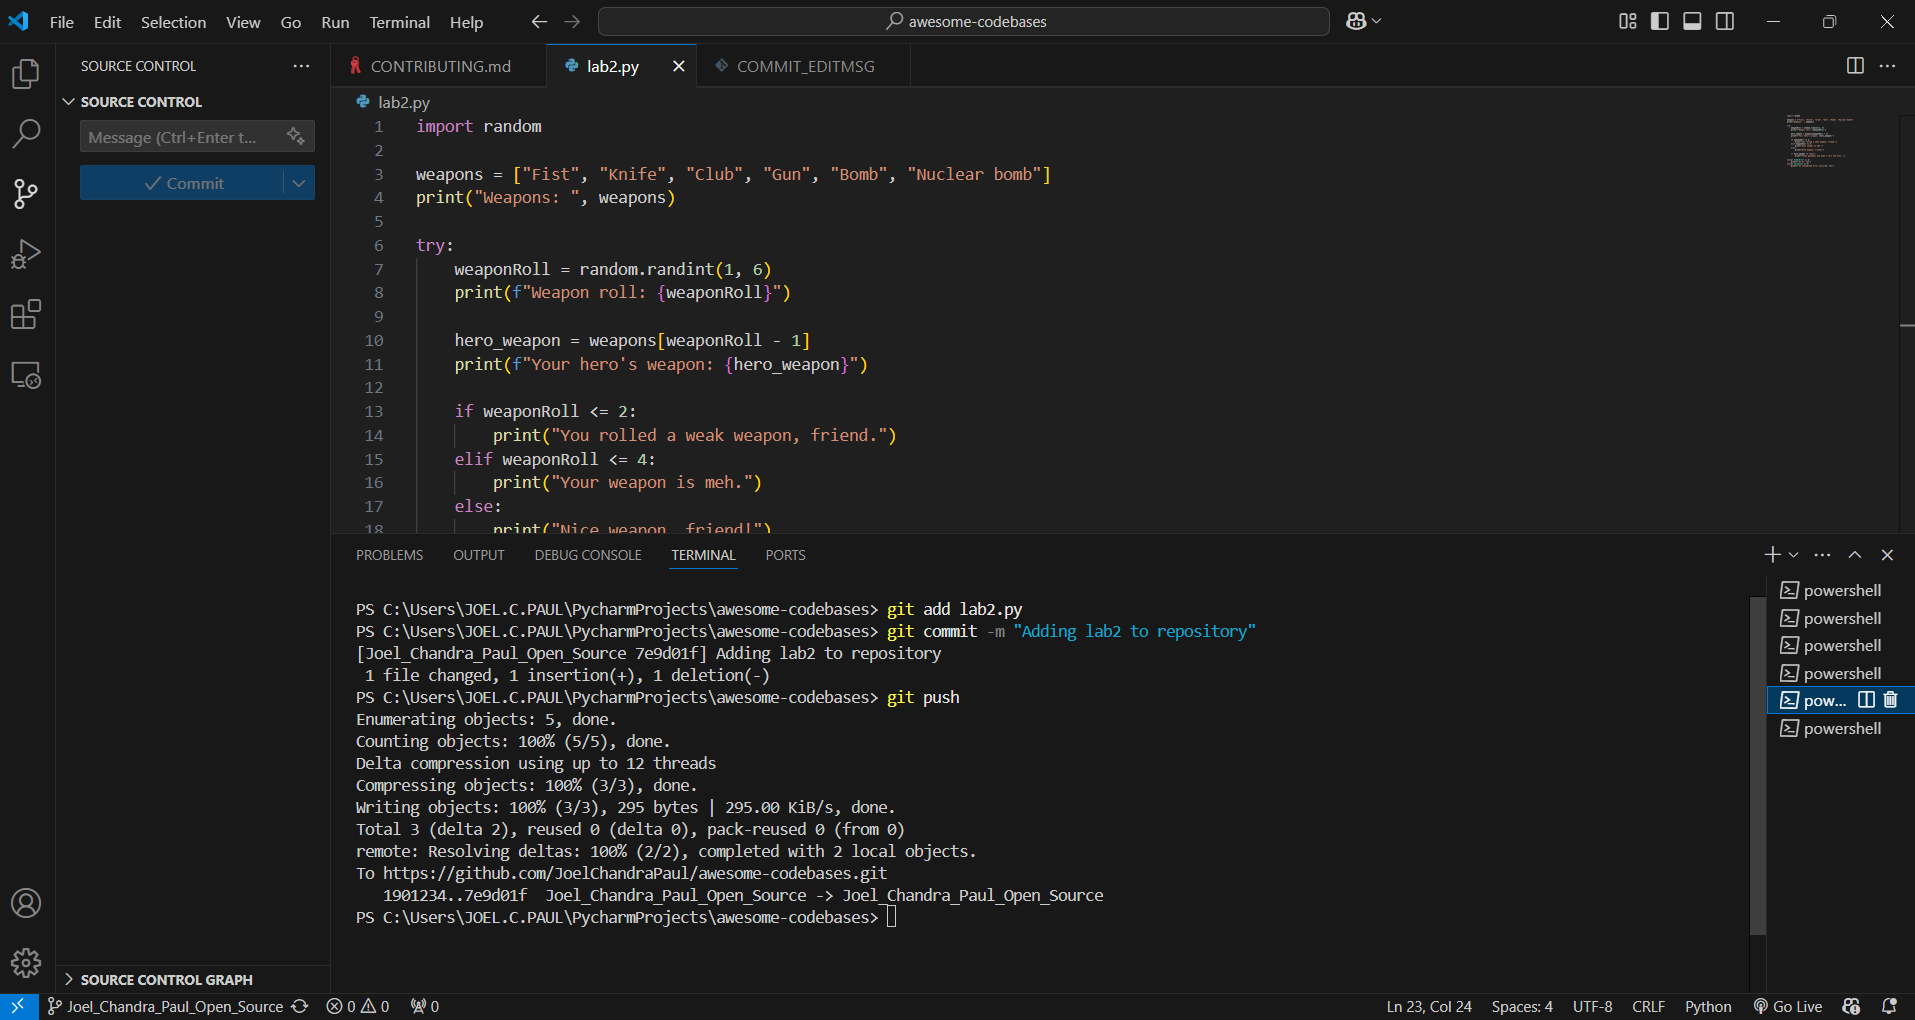 File Edit Selection View Go Run Terminal Help
awesome-codebases
SOURCE CONTROL
SOURCE CONTROL
Message (Ctrl+Enter t...
Commit
CONTRIBUTING.md
lab2.py
COMMIT_EDITMSG
lab2.py
1 import random
2
3 weapons = ["Fist", "Knife", "Club", "Gun", "Bomb", "Nuclear bomb"]
4 print("Weapons: ", weapons)
5
6 try:
7 weaponRoll = random.randint(1, 6)
8 print(f"Weapon roll: {weaponRoll}")
9
10 hero_weapon = weapons[weaponRoll - 1]
11 print(f"Your hero's weapon: {hero_weapon}")
12
13 if weaponRoll <= 2:
14 print("You rolled a weak weapon, friend.")
15 elif weaponRoll <= 4:
16 print("Your weapon is meh.")
17 else:
18 print("Nice weapon, friend!")
PROBLEMS OUTPUT DEBUG CONSOLE TERMINAL PORTS
PS C:\Users\JOEL.C.PAUL\PycharmProjects\awesome-codebases> git add lab2.py
PS C:\Users\JOEL.C.PAUL\PycharmProjects\awesome-codebases> git commit -m "Adding lab2 to repository"
[Joel_Chandra_Paul_Open_Source 7e9d01f] Adding lab2 to repository
1 file changed, 1 insertion(+), 1 deletion(-)
PS C:\Users\JOEL.C.PAUL\PycharmProjects\awesome-codebases> git push
Enumerating objects: 5, done.
Counting objects: 100% (5/5), done.
Delta compression using up to 12 threads
Compressing objects: 100% (3/3), done.
Writing objects: 100% (3/3), 295 bytes | 295.00 KiB/s, done.
Total 3 (delta 2), reused 0 (delta 0), pack-reused 0 (from 0)
remote: Resolving deltas: 100% (2/2), completed with 2 local objects.
To https://github.com/JoelChandraPaul/awesome-codebases.git
1901234..7e9d01f Joel_Chandra_Paul_Open_Source -> Joel_Chandra_Paul_Open_Source
PS C:\Users\JOEL.C.PAUL\PycharmProjects\awesome-codebases>
powershell
powershell
powershell
powershell
pow...
powershell
SOURCE CONTROL GRAPH
Joel_Chandra_Paul_Open_Source 0 0 0
Ln 23, Col 24 Spaces: 4 UTF-8 CRLF Python Go Live